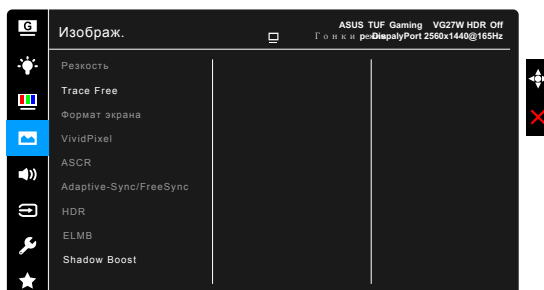 G
Изображ.
ASUS TUF Gaming VG27W HDR Off
Гонки режим DispalyPort 2560x1440@165Hz
Резкость
Trace Free
Формат экрана
VividPixel
ASCR
Adaptive-Sync/FreeSync
HDR
ELMB
Shadow Boost